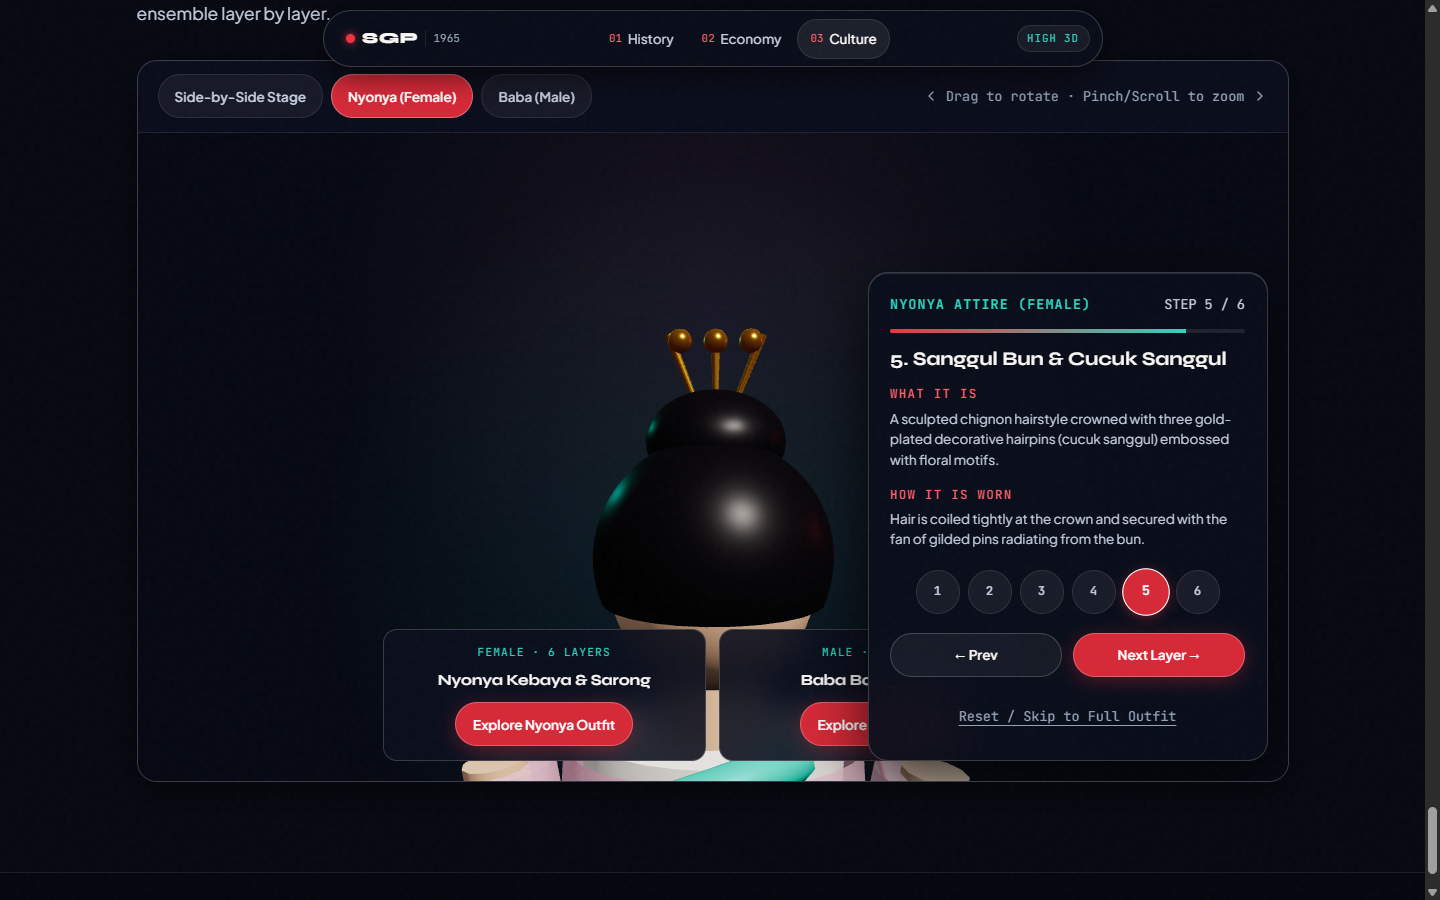 ensemble layer by layer.
SGP 1965
01 History
02 Economy
03 Culture
HIGH 3D
Side-by-Side Stage
Nyonya (Female)
Baba (Male)
Drag to rotate · Pinch/Scroll to zoom
NYONYA ATTIRE (FEMALE)
STEP 5 / 6
5. Sanggul Bun & Cucuk Sanggul
WHAT IT IS
A sculpted chignon hairstyle crowned with three gold-
plated decorative hairpins (cucuk sanggul) embossed
with floral motifs.
HOW IT IS WORN
Hair is coiled tightly at the crown and secured with the
fan of gilded pins radiating from the bun.
1 2 3 4 5 6
← Prev
Next Layer →
Reset / Skip to Full Outfit
FEMALE · 6 LAYERS
Nyonya Kebaya & Sarong
Explore Nyonya Outfit
MALE ·
Baba
Explore